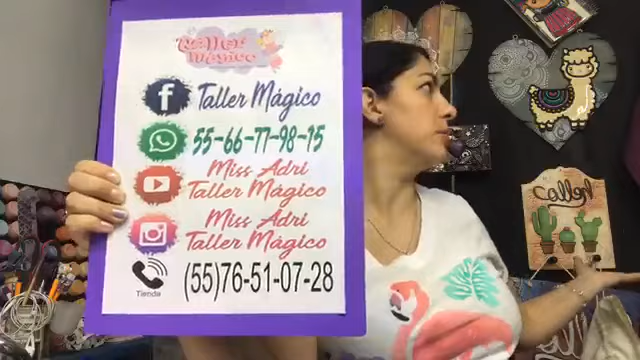 Taller
Mágico
Taller Mágico
55-66-77-98-15
Miss Adri
Taller Mágico
Miss Adri
Taller Mágico
Tienda
(55)76-51-07-28
Hello